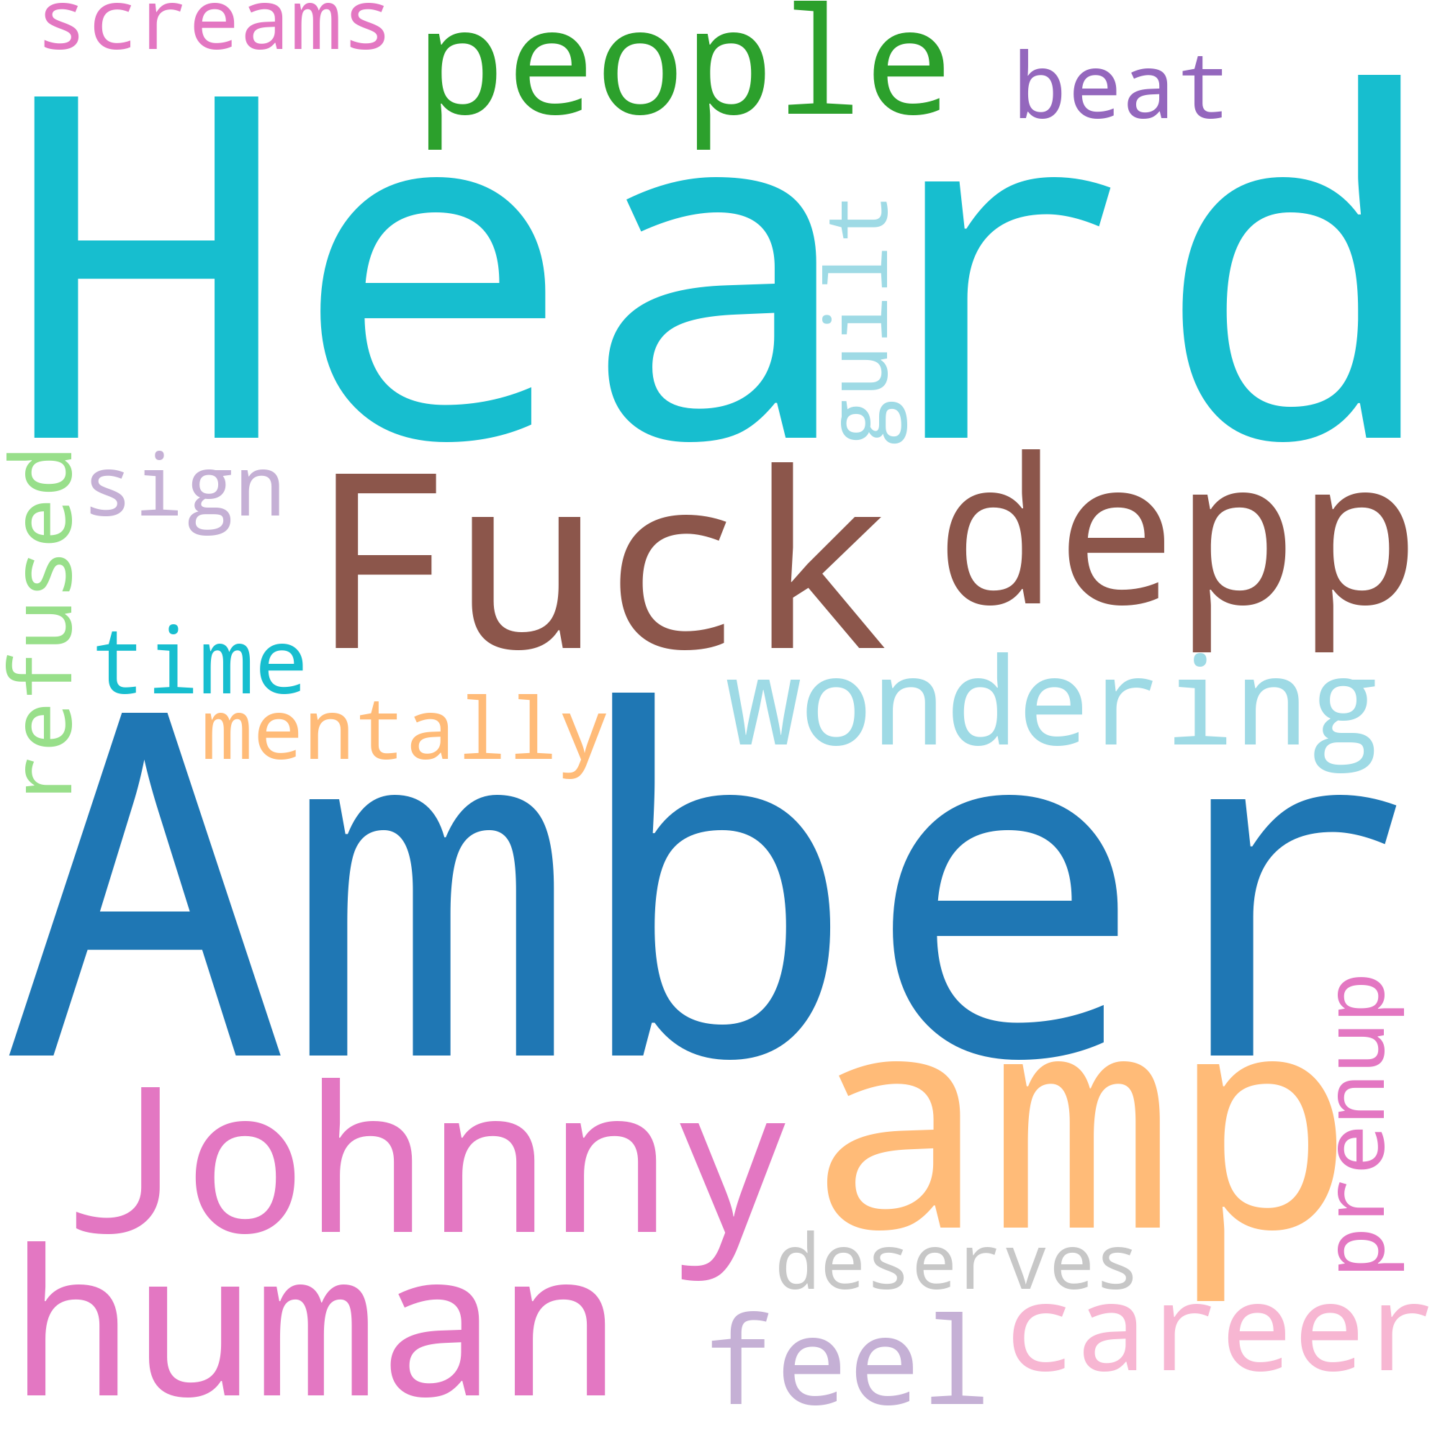 screams
people
beat
Heard
guilt
refused
sign
Fuck
depp
time
mentally
wondering
Amber
prenup
Johnny
amp
human
deserves
feel
career